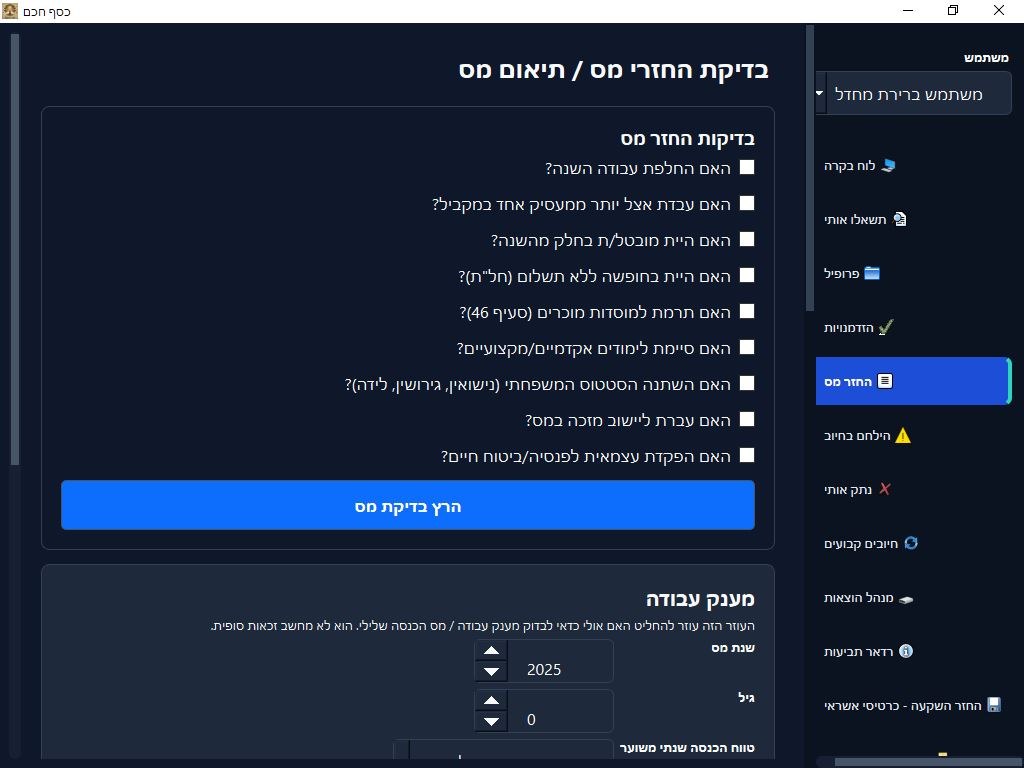 כסף חכם
משתמש
משתמש ברירת מחדל
לוח בקרה
תשאלו אותי
פרופיל
הזדמנויות
החזר מס
הילחם בחיוב
נתק אותי
חיובים קבועים
מנהל הוצאות
רדאר תביעות
החזר השקעה - כרטיסי אשראי
בדיקת החזרי מס / תיאום מס
בדיקות החזר מס
האם החלפת עבודה השנה?
האם עבדת אצל יותר ממעסיק אחד במקביל?
האם היית מובטל/ת בחלק מהשנה?
האם היית בחופשה ללא תשלום (חל"ת)?
האם תרמת למוסדות מוכרים (סעיף 46)?
האם סיימת לימודים אקדמיים/מקצועיים?
האם השתנה הסטטוס המשפחתי (נישואין, גירושין, לידה)?
האם עברת ליישוב מזכה במס?
האם הפקדת עצמאית לפנסיה/ביטוח חיים?
הרץ בדיקת מס
מענק עבודה
העוזר הזה עוזר להחליט האם אולי כדאי לבדוק מענק עבודה / מס הכנסה שלילי. הוא לא מחשב זכאות סופית.
שנת מס
2025
גיל
0
טווח הכנסה שנתי משוער